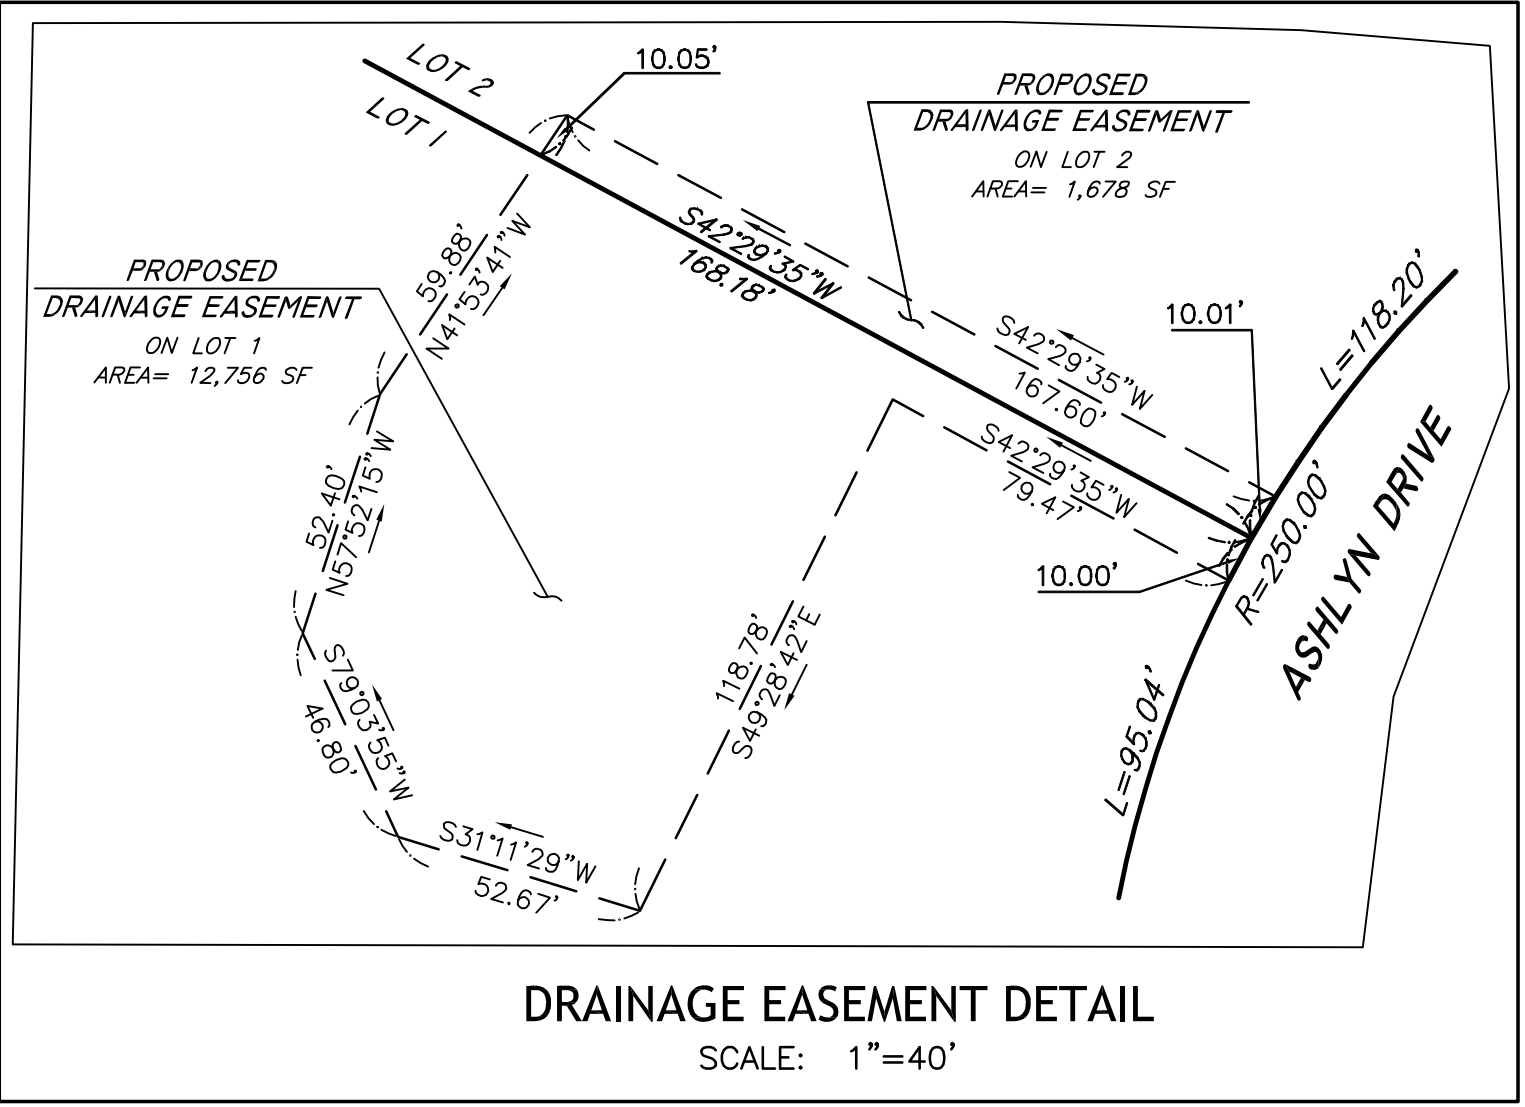 LOT 2
LOT 1
10.05'
PROPOSED
DRAINAGE EASEMENT
ON LOT 2
AREA= 1,678 SF
S42°29'35"W
168.18'
59.88'
N41°53'41"W
PROPOSED
DRAINAGE EASEMENT
ON LOT 1
AREA= 12,756 SF
10.01'
L=118.20'
S42°29'35"W
167.60'
S42°29'35"W
79.47'
52.40'
N57°52'15"W
10.00'
R=250.00'
ASHLYN DRIVE
118.78'
S49°28'42"E
L=95.04'
S79°03'55"W
46.80'
S31°11'29"W
52.67'
DRAINAGE EASEMENT DETAIL
SCALE: 1"=40'